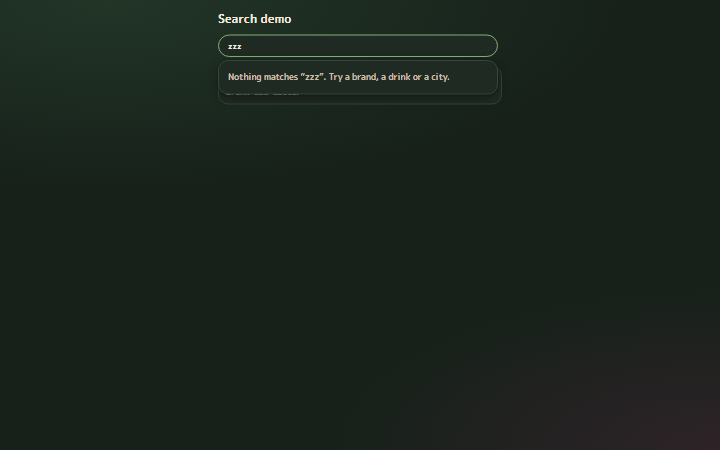 Search demo
zzz
Nothing matches “zzz”. Try a brand, a drink or a city.